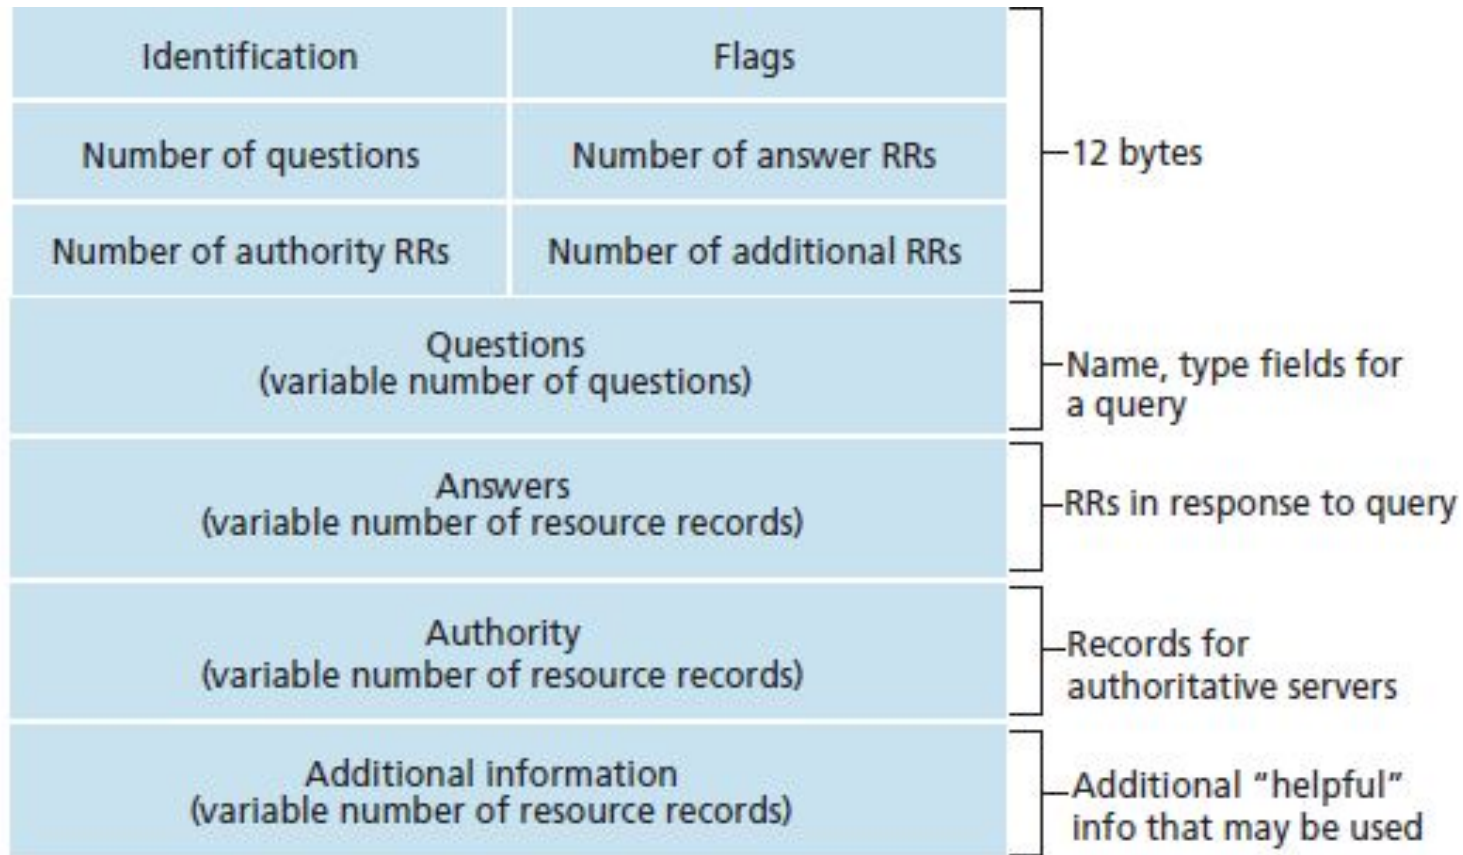 Identification
Flags
Number of questions
Number of answer RRs
12 bytes
Number of authority RRs
Number of additional RRs
Questions
(variable number of questions)
Name, type fields for
a query
Answers
(variable number of resource records)
RRs in response to query
Authority
(variable number of resource records)
Records for
authoritative servers
Additional information
(variable number of resource records)
Additional “helpful”
info that may be used